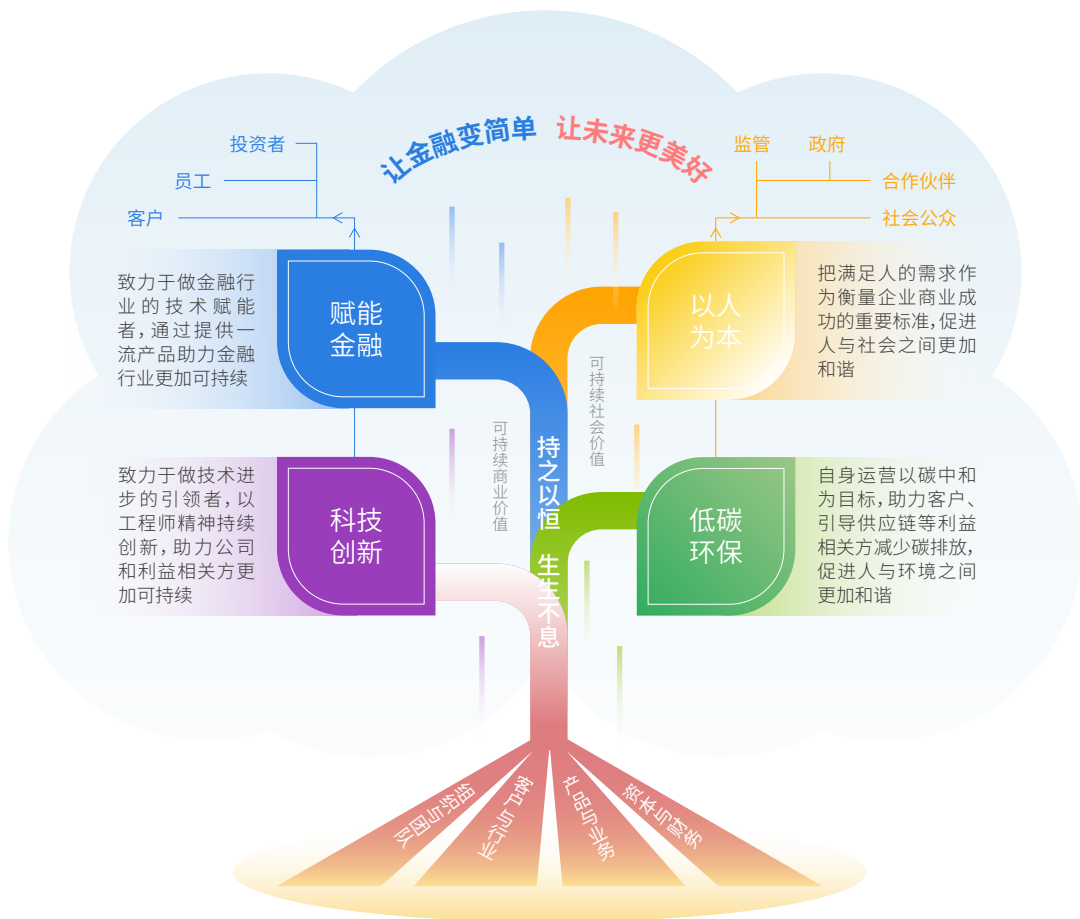 让金融变简单 让未来更美好
投资者
员工
客户
监管
政府
合作伙伴
社会公众
致力于做金融行
业的技术赋能
者,通过提供一
流产品助力金融
行业更加可持续
赋能
金融
以人
为本
把满足人的需求作
为衡量企业商业成
功的重要标准,促进
人与社会之间更加
和谐
可持续社会价值
可持续商业价值
持之以恒 生生不息
致力于做技术进
步的引领者,以
工程师精神持续
创新,助力公司
和利益相关方更
加可持续
科技
创新
低碳
环保
自身运营以碳中和
为目标,助力客户、
引导供应链等利益
相关方减少碳排放,
促进人与环境之间
更加和谐
组织与团队
客户与行业
产品与业务
资本与财务